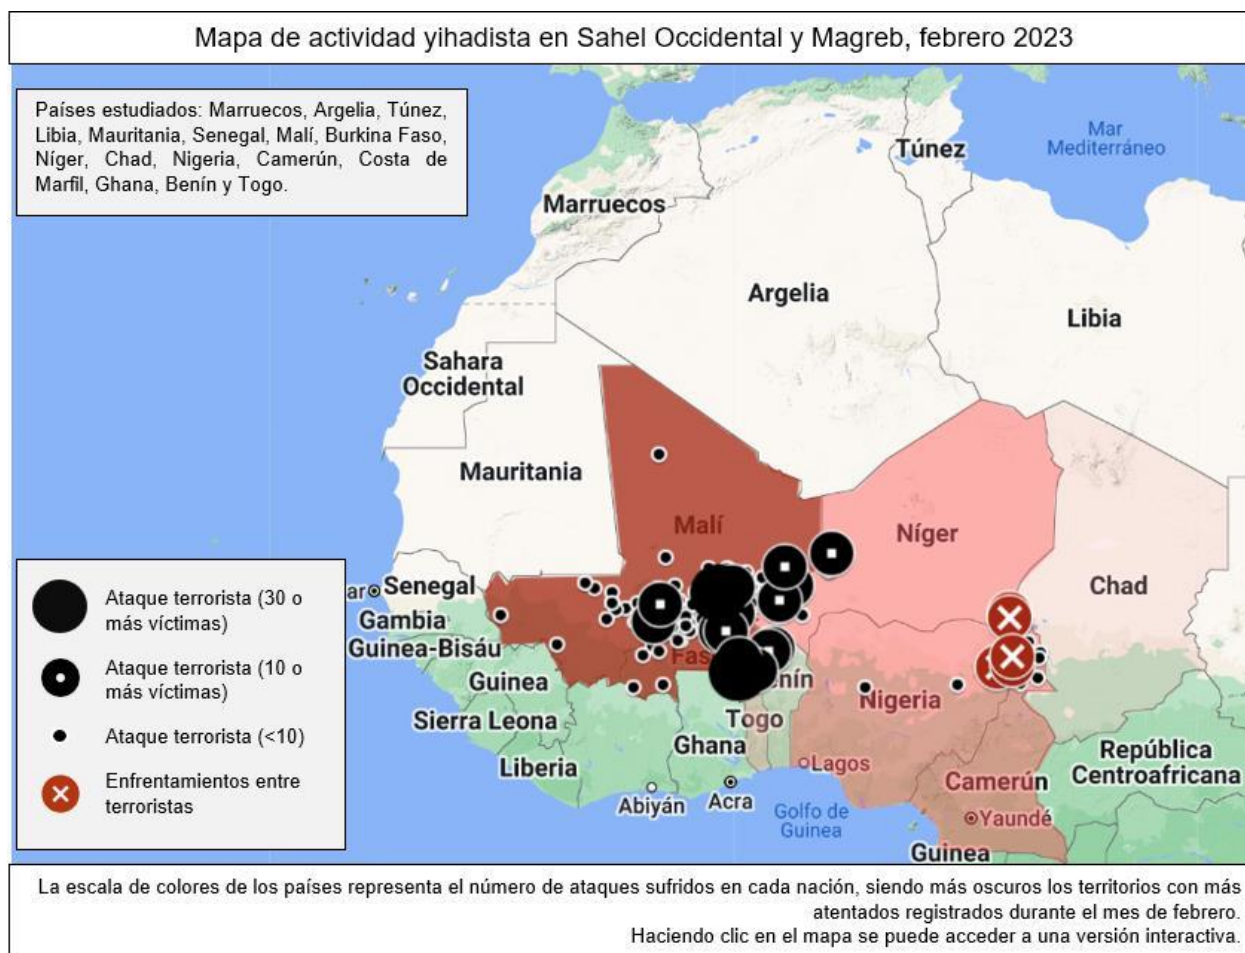 Mapa de actividad yihadista en Sahel Occidental y Magreb, febrero 2023
Países estudiados: Marruecos, Argelia, Túnez,
Libia, Mauritania, Senegal, Malí, Burkina Faso,
Níger, Chad, Nigeria, Camerún, Costa de
Marfil, Ghana, Benín y Togo.
Mar
Mediterráneo
Túnez
Marruecos
Argelia
Libia
Sahara
Occidental
Mauritania
Malí
Níger
Chad
Senegal
Gambia
Guinea-Bisáu
Guinea
Sierra Leona
Liberia
Togo
Ghana
Nigeria
Lagos
Abiyán
Acra
Golfo de
Guinea
Camerún
Yaundé
Guinea
República
Centroafricana
Ataque terrorista (30 o
más víctimas)
Ataque terrorista (10 o
más víctimas)
Ataque terrorista (<10)
Enfrentamientos entre
terroristas
La escala de colores de los países representa el número de ataques sufridos en cada nación, siendo más oscuros los territorios con más
atentados registrados durante el mes de febrero.
Haciendo clic en el mapa se puede acceder a una versión interactiva.